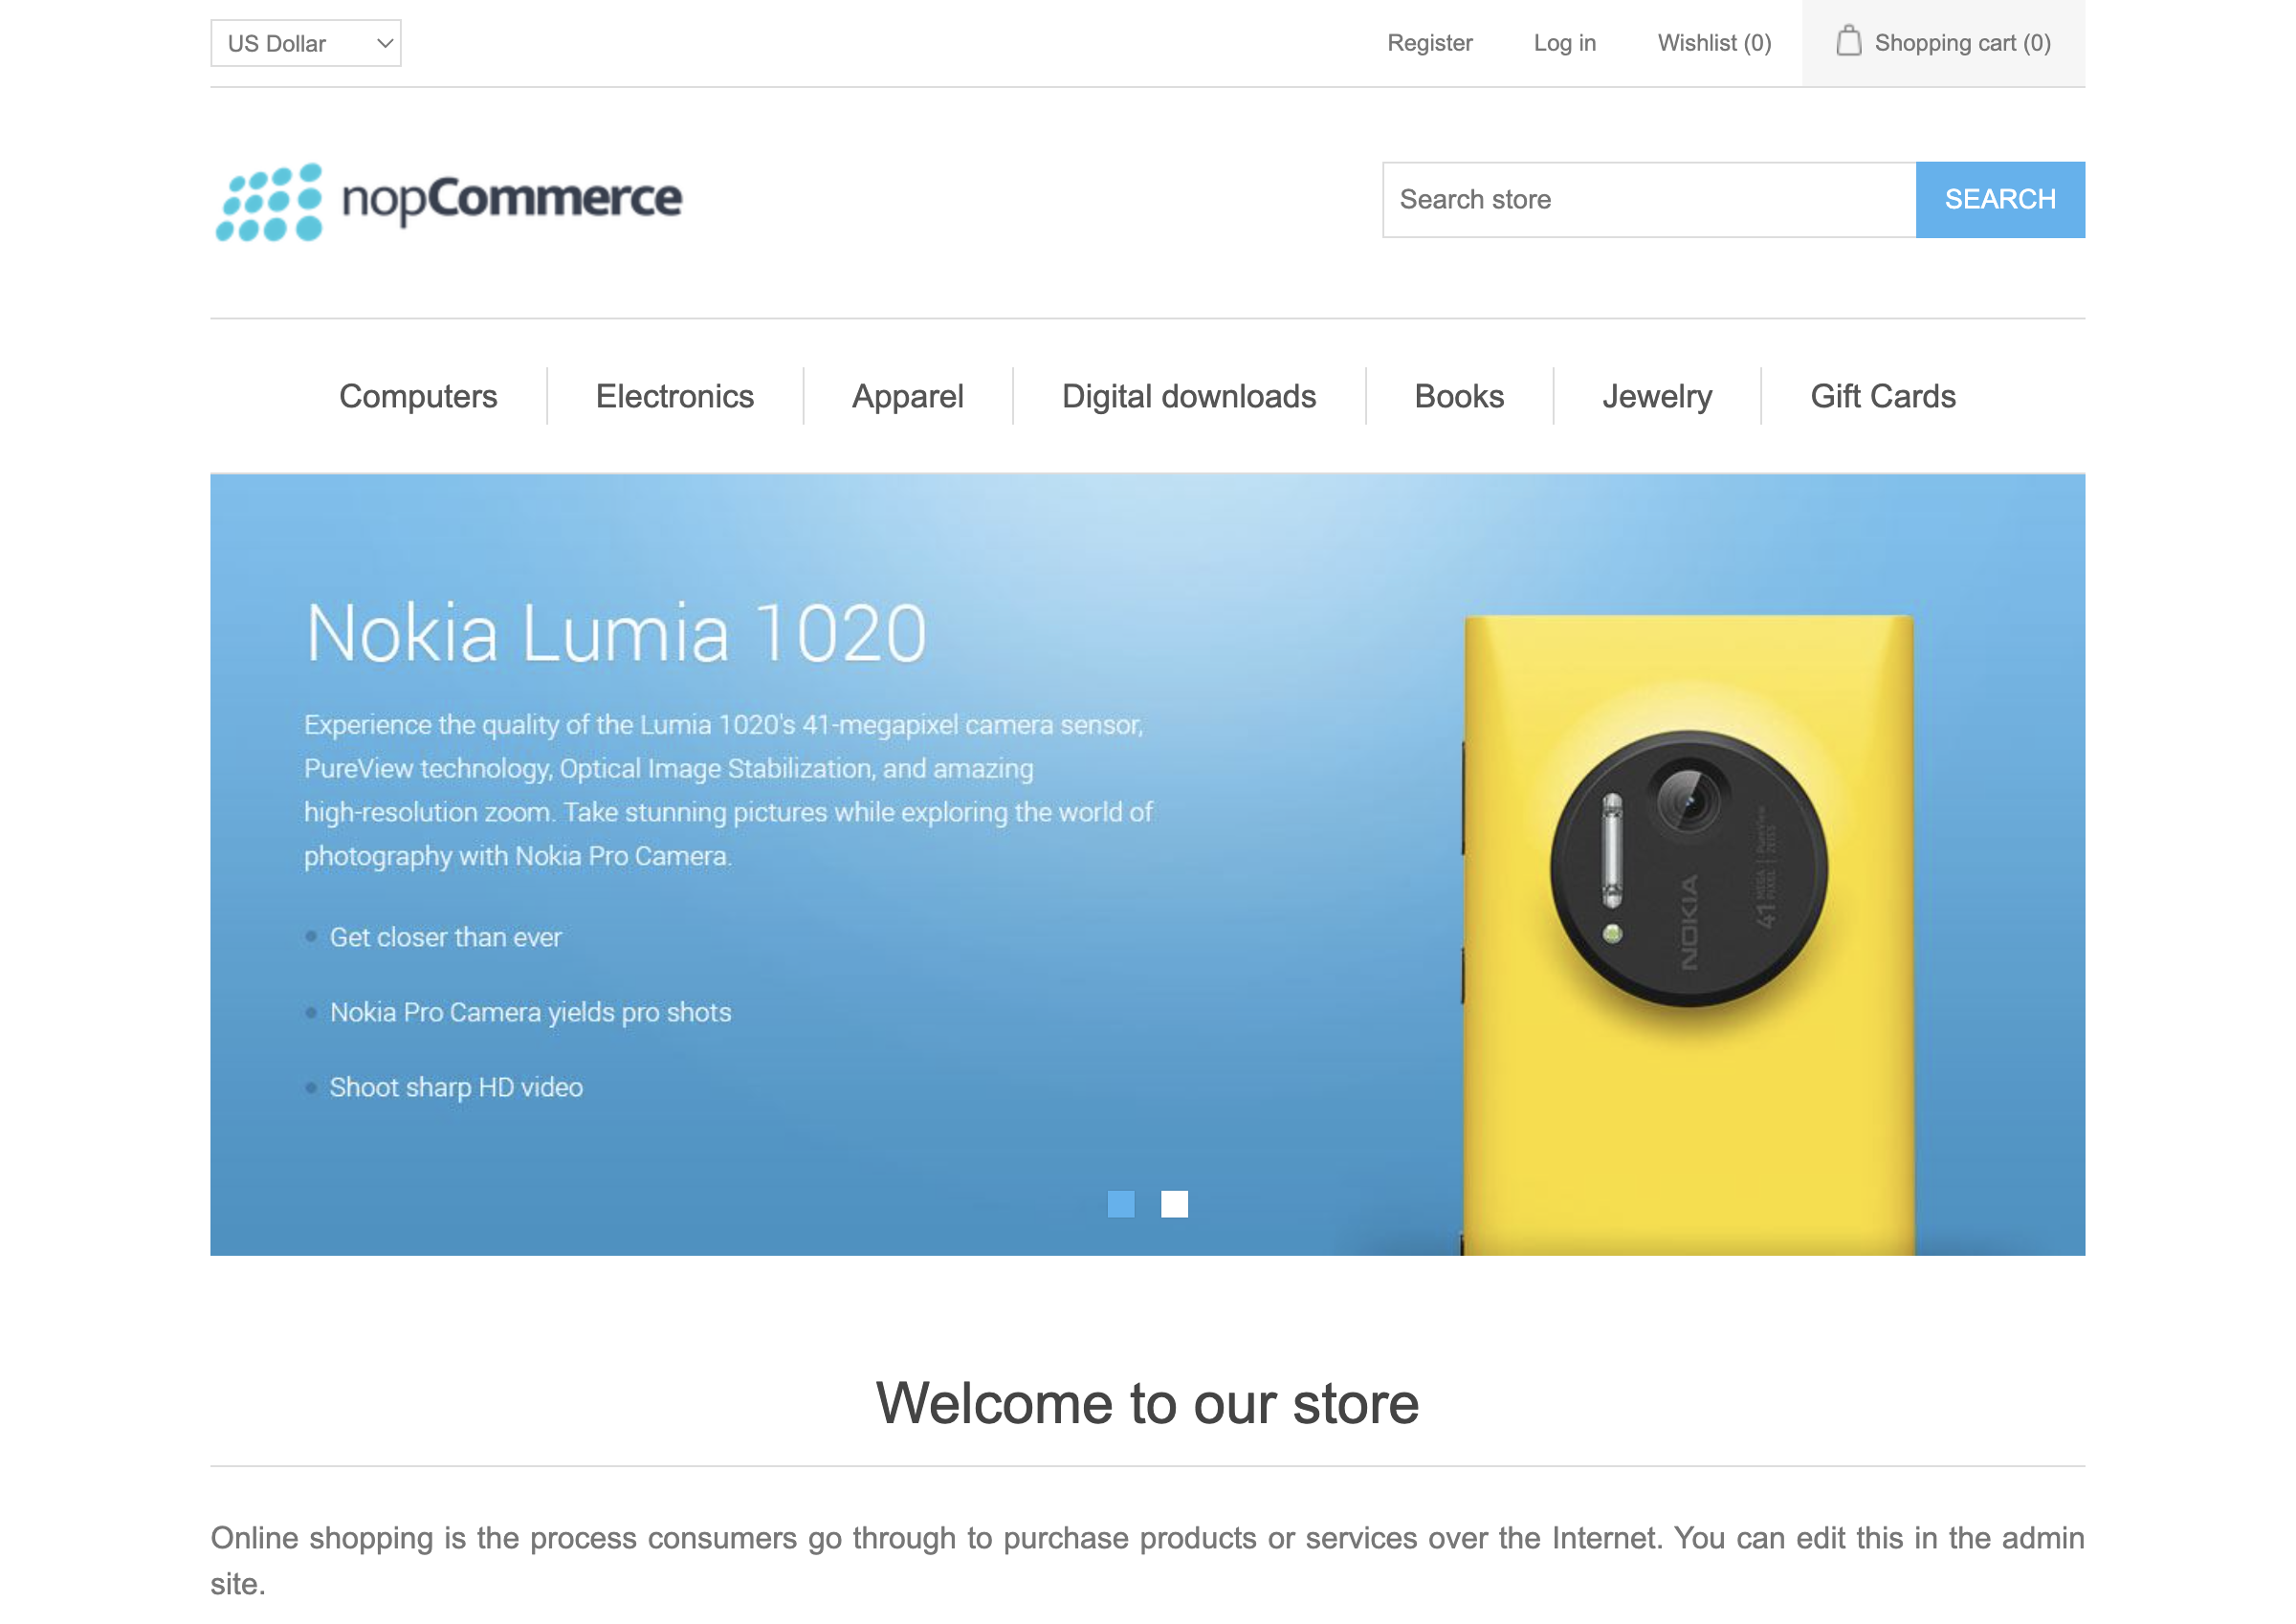 US Dollar
Register
Log in
Wishlist (0)
Shopping cart (0)
nopCommerce
Search store
SEARCH
Computers
Electronics
Apparel
Digital downloads
Books
Jewelry
Gift Cards
Nokia Lumia 1020
Experience the quality of the Lumia 1020's 41-megapixel camera sensor,
PureView technology, Optical Image Stabilization, and amazing
high-resolution zoom. Take stunning pictures while exploring the world of
photography with Nokia Pro Camera.
Get closer than ever
Nokia Pro Camera yields pro shots
Shoot sharp HD video
NOKIA
41 MEGA PIXEL
PureView
ZEISS
Welcome to our store
Online shopping is the process consumers go through to purchase products or services over the Internet. You can edit this in the admin
site.